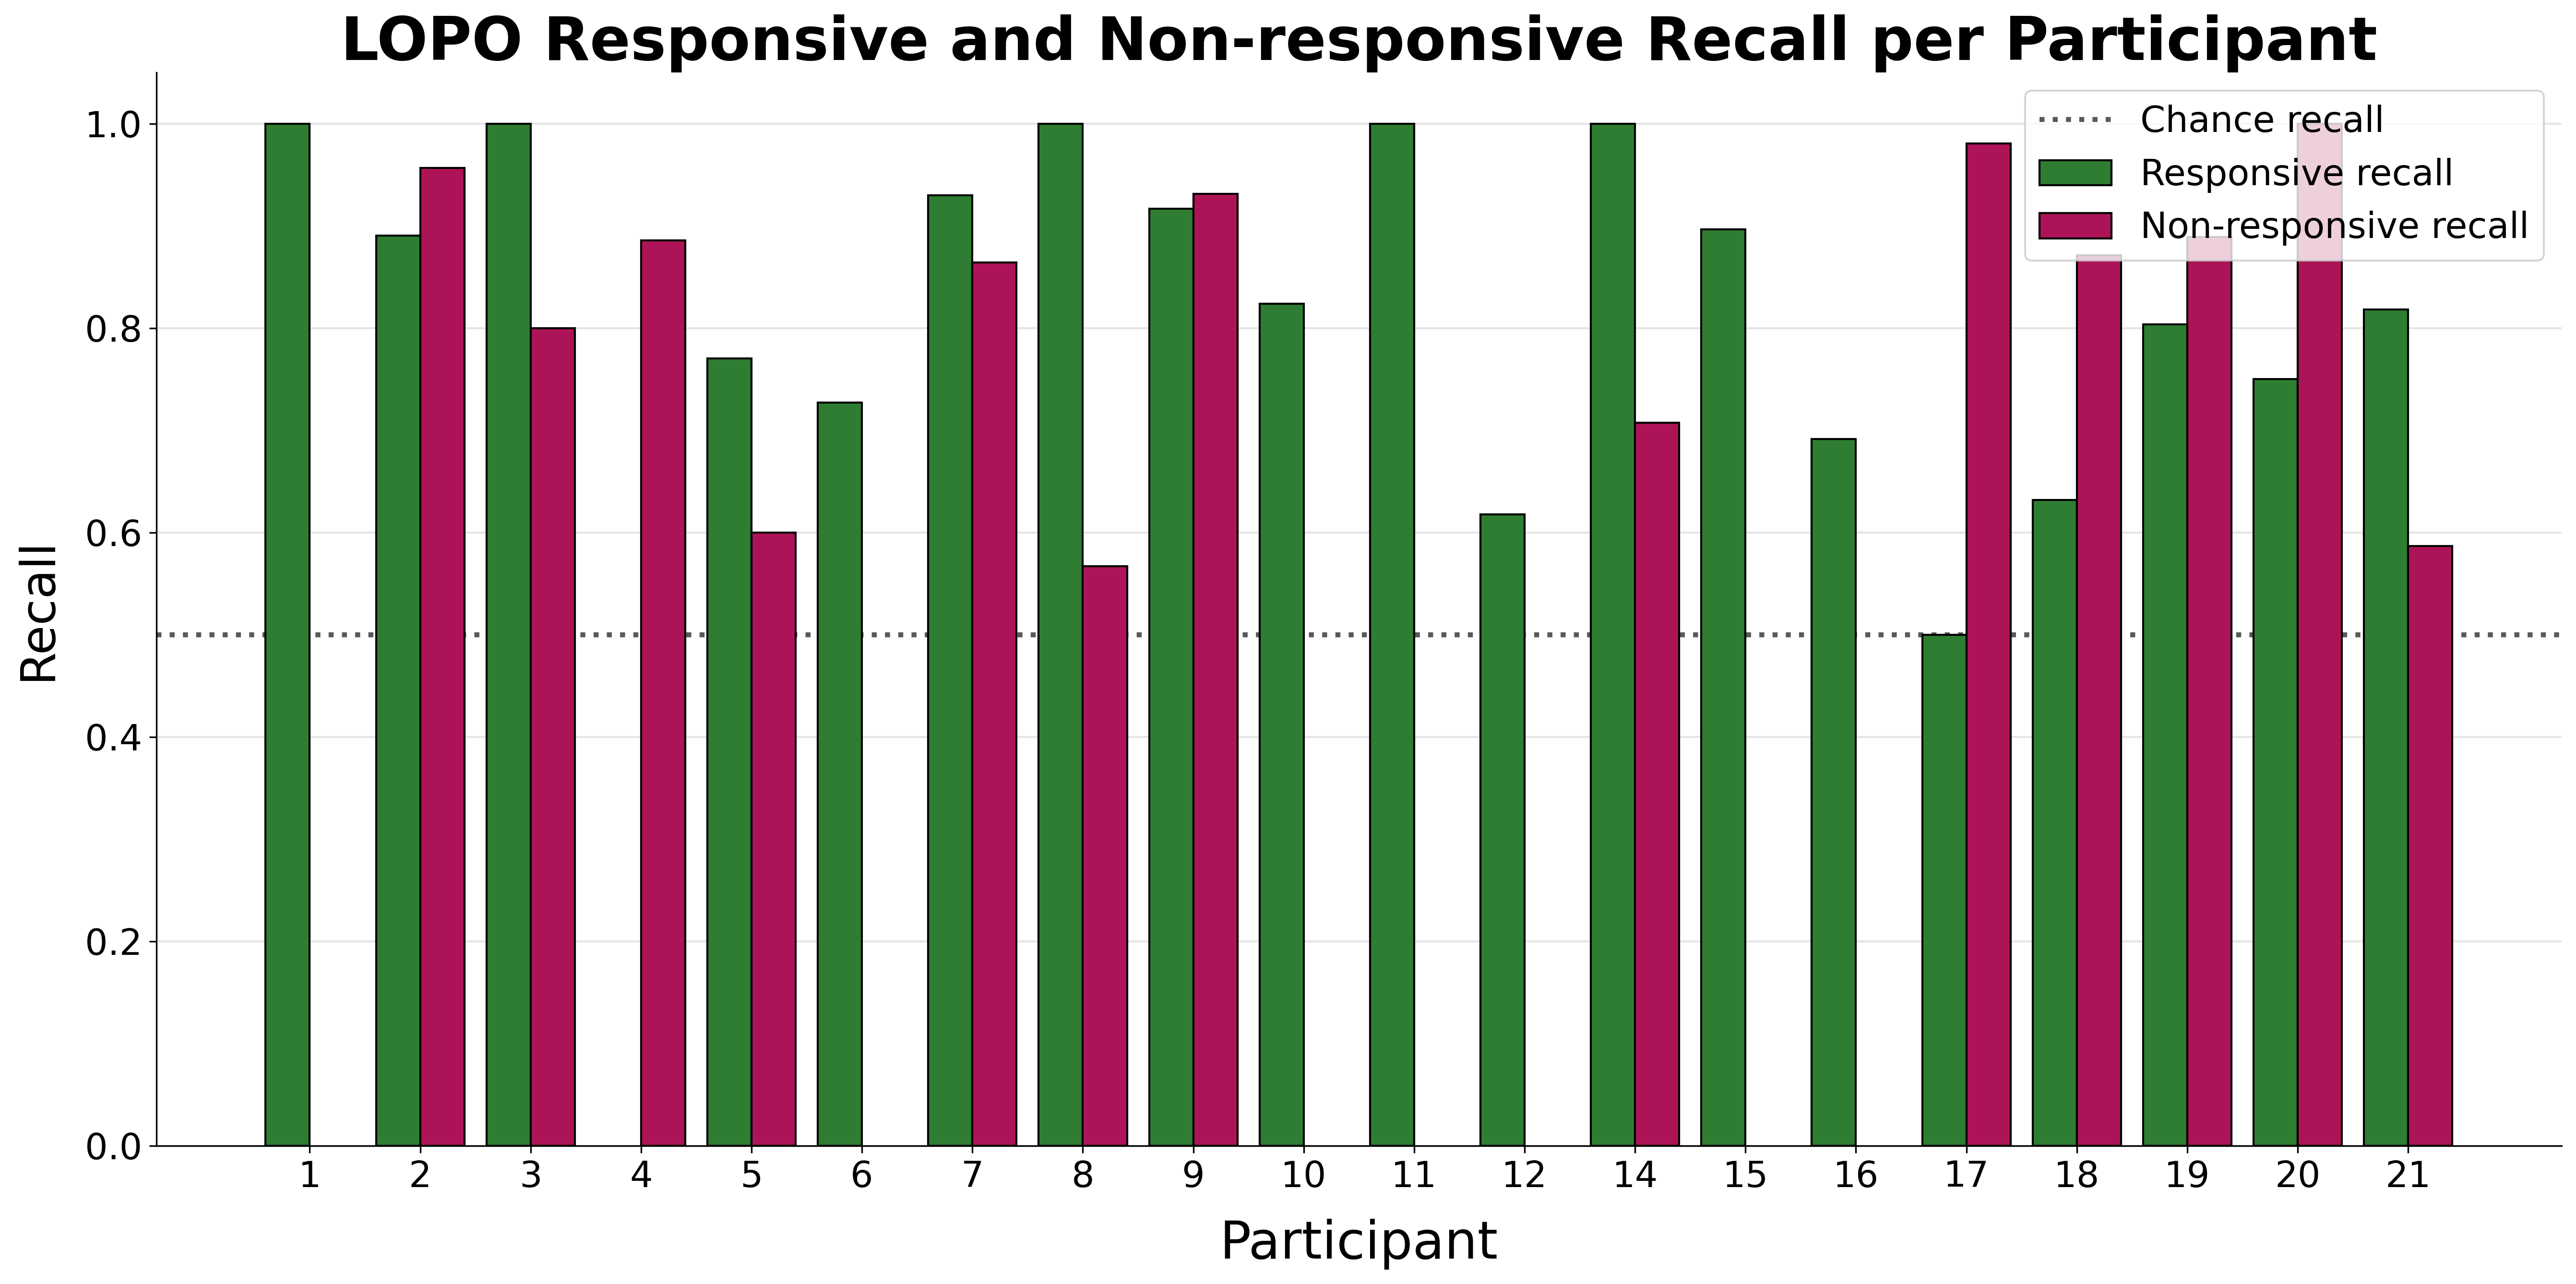 LOPO Responsive and Non-responsive Recall per Participant
Chance recall
Responsive recall
Non-responsive recall
1.0
0.8
0.6
0.4
0.2
0.0
Recall
1 2 3 4 5 6 7 8 9 10 11 12 14 15 16 17 18 19 20 21
Participant